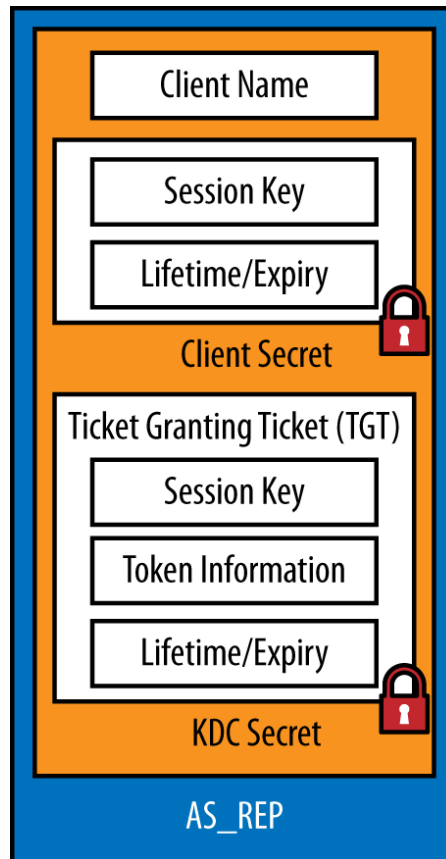 Client Name
Session Key
Lifetime/Expiry
Client Secret
Ticket Granting Ticket (TGT)
Session Key
Token Information
Lifetime/Expiry
KDC Secret
AS_REP